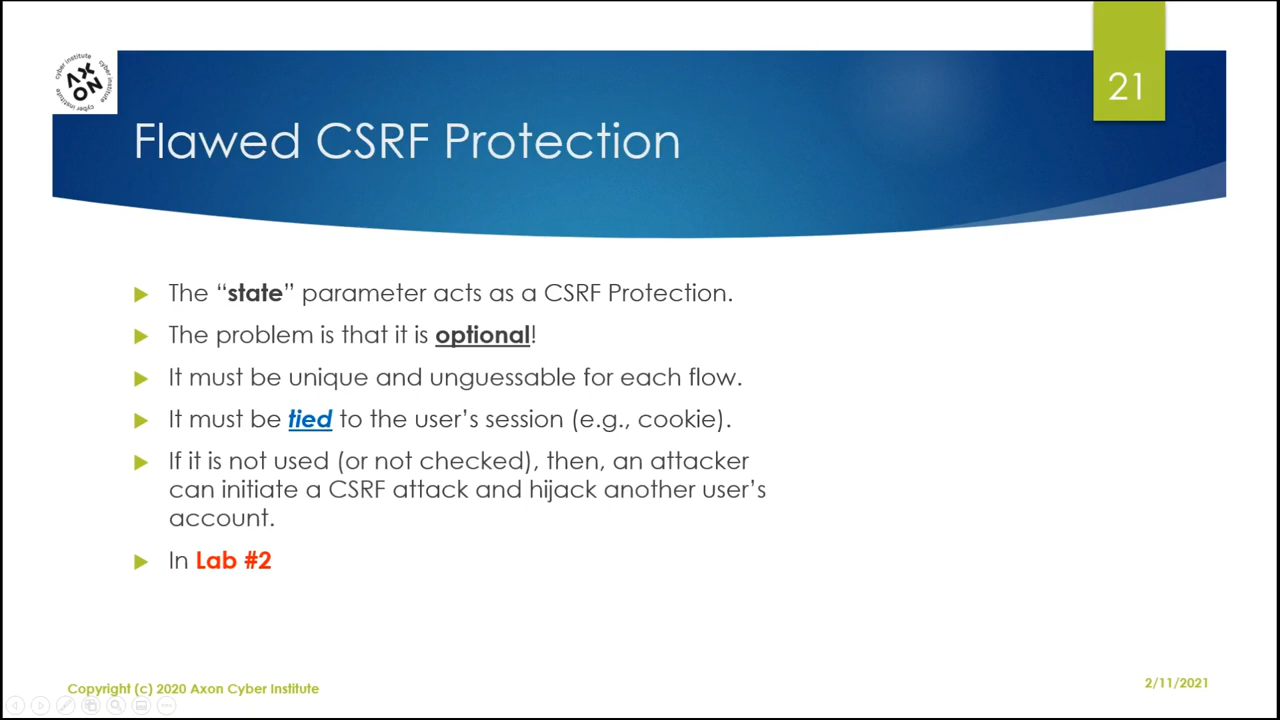 cyber institute
AXON
21
Flawed CSRF Protection
The “state” parameter acts as a CSRF Protection.
The problem is that it is optional!
It must be unique and unguessable for each flow.
It must be tied to the user’s session (e.g., cookie).
If it is not used (or not checked), then, an attacker
can initiate a CSRF attack and hijack another user’s
account.
In Lab #2
Copyright (c) 2020 Axon Cyber Institute
2/11/2021